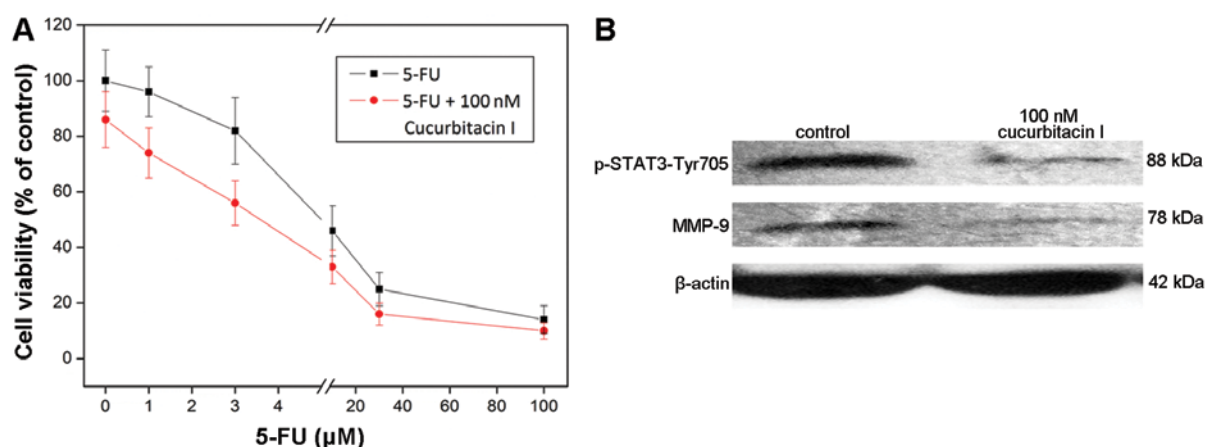 A
120
100
80
60
40
20
0
Cell viability (% of control)
0 1 2 3 4 20 40 60 80 100
5-FU (µM)
5-FU
5-FU + 100 nM
Cucurbitacin I
B
control
100 nM
cucurbitacin I
p-STAT3-Tyr705 88 kDa
MMP-9 78 kDa
β-actin 42 kDa